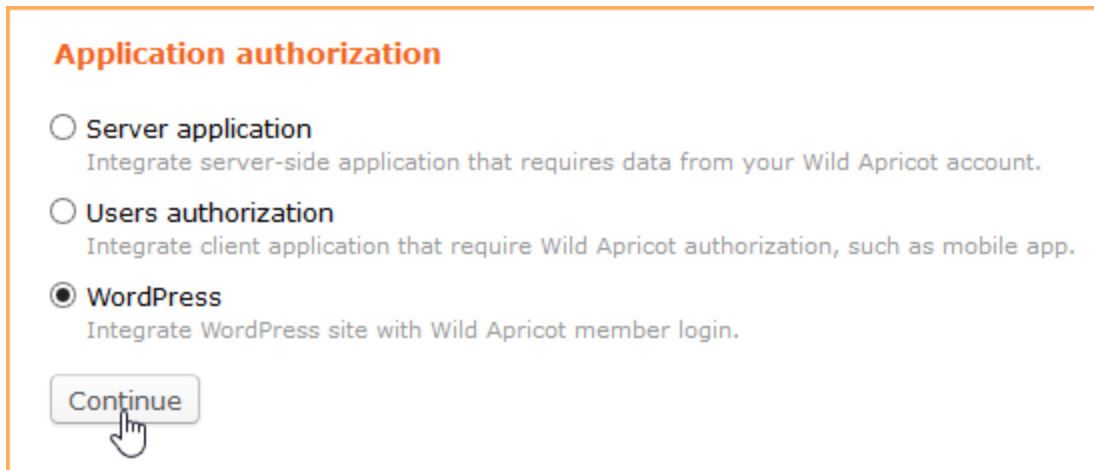 Application authorization
Server application
Integrate server-side application that requires data from your Wild Apricot account.
Users authorization
Integrate client application that require Wild Apricot authorization, such as mobile app.
WordPress
Integrate WordPress site with Wild Apricot member login.
Continue